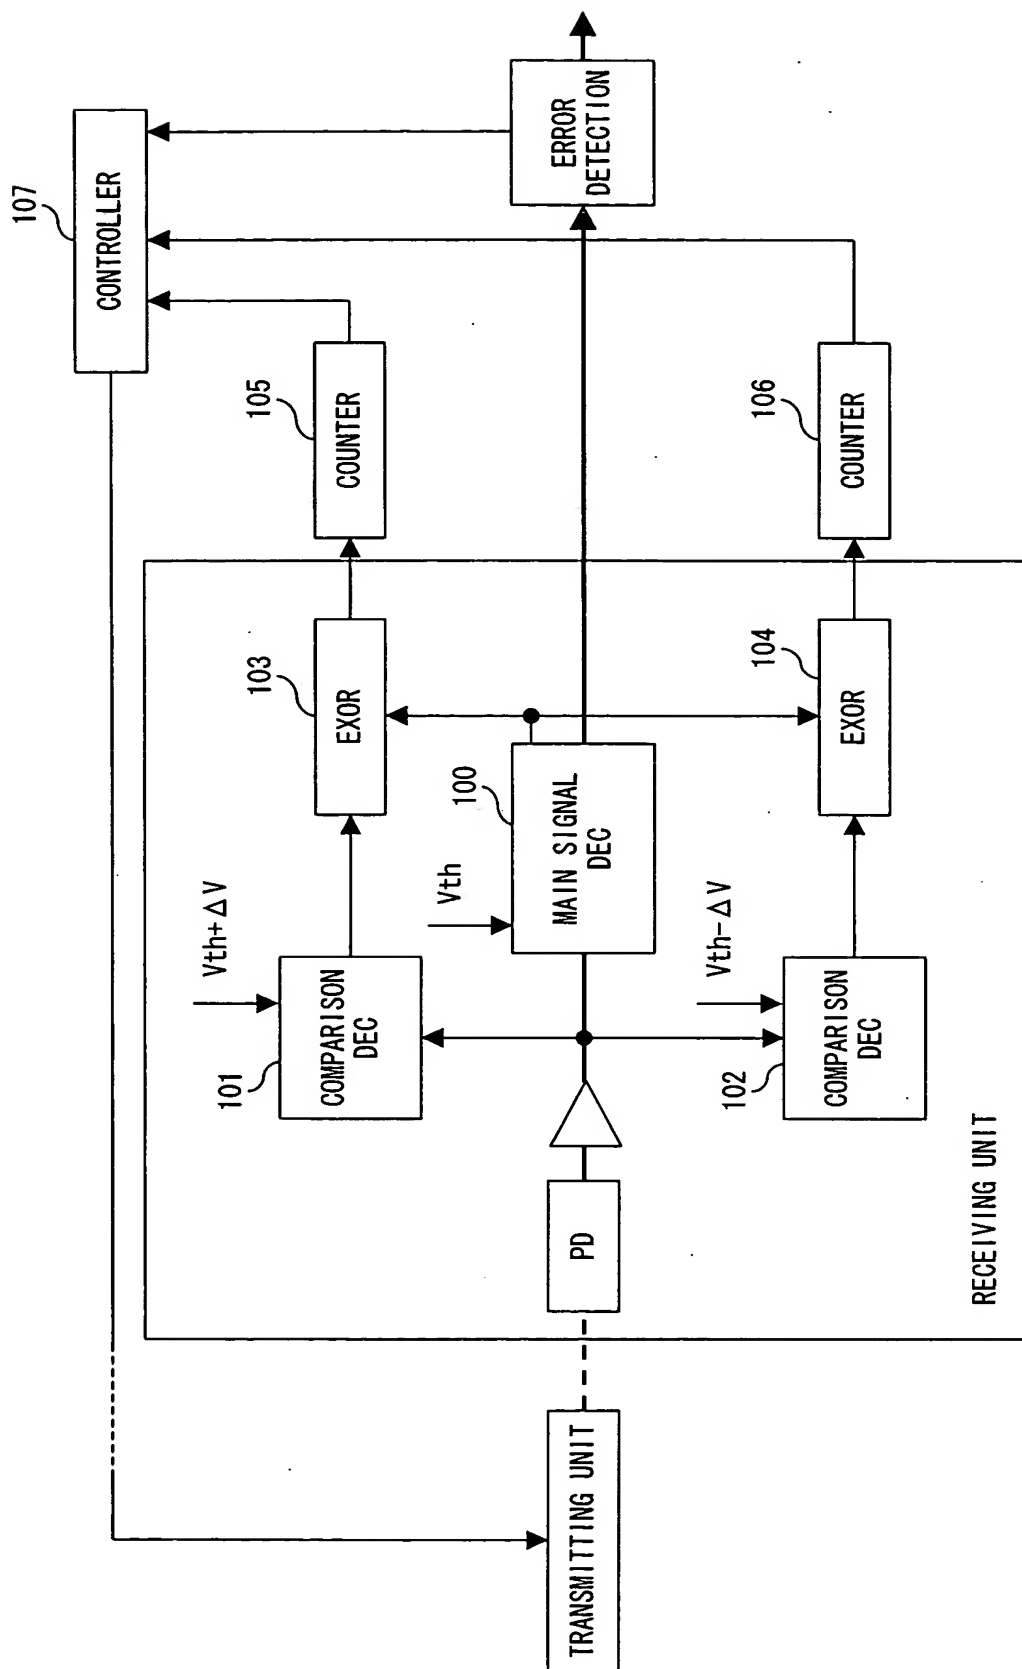 TRANSMITTING UNIT
RECEIVING UNIT
PD
101
COMPARISON
DEC
Vth+ΔV
Vth
100
MAIN SIGNAL
DEC
102
COMPARISON
DEC
Vth-ΔV
103
EXOR
104
EXOR
105
COUNTER
106
COUNTER
107
CONTROLLER
ERROR
DETECTION